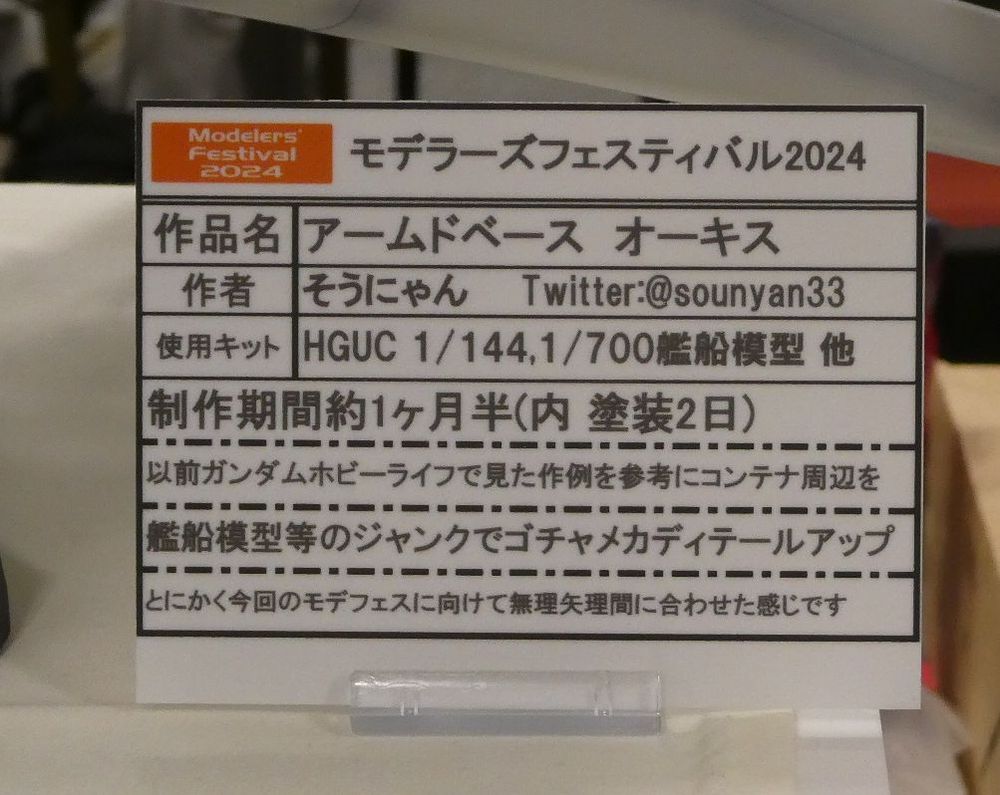 Modelers'
Festival
2024
モデラーズフェスティバル2024
作品名 アームドベース オーキス
作者 そうにゃん Twitter:@sounyan33
使用キット HGUC 1/144,1/700艦船模型 他
制作期間約1ヶ月半(内 塗装2日)
以前ガンダムホビーライフで見た作例を参考にコンテナ周辺を
艦船模型等のジャンクでゴチャメカディテールアップ
とにかく今回のモデフェスに向けて無理矢理間に合わせた感じです